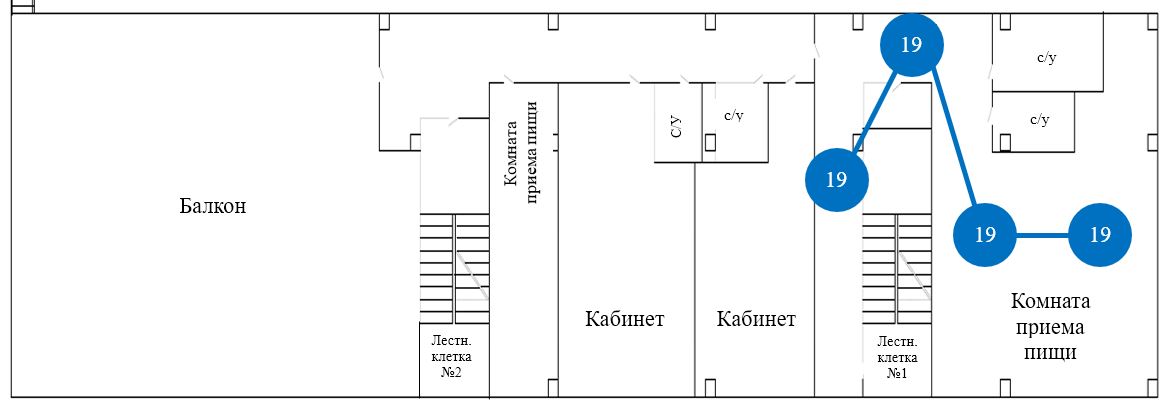 19
с/у
Комната
приема пищи
с/у
с/у
с/у
19
Балкон
19
19
Кабинет
Кабинет
Комната
приема
пищи
Лестн.
клетка
№2
Лестн.
клетка
№1